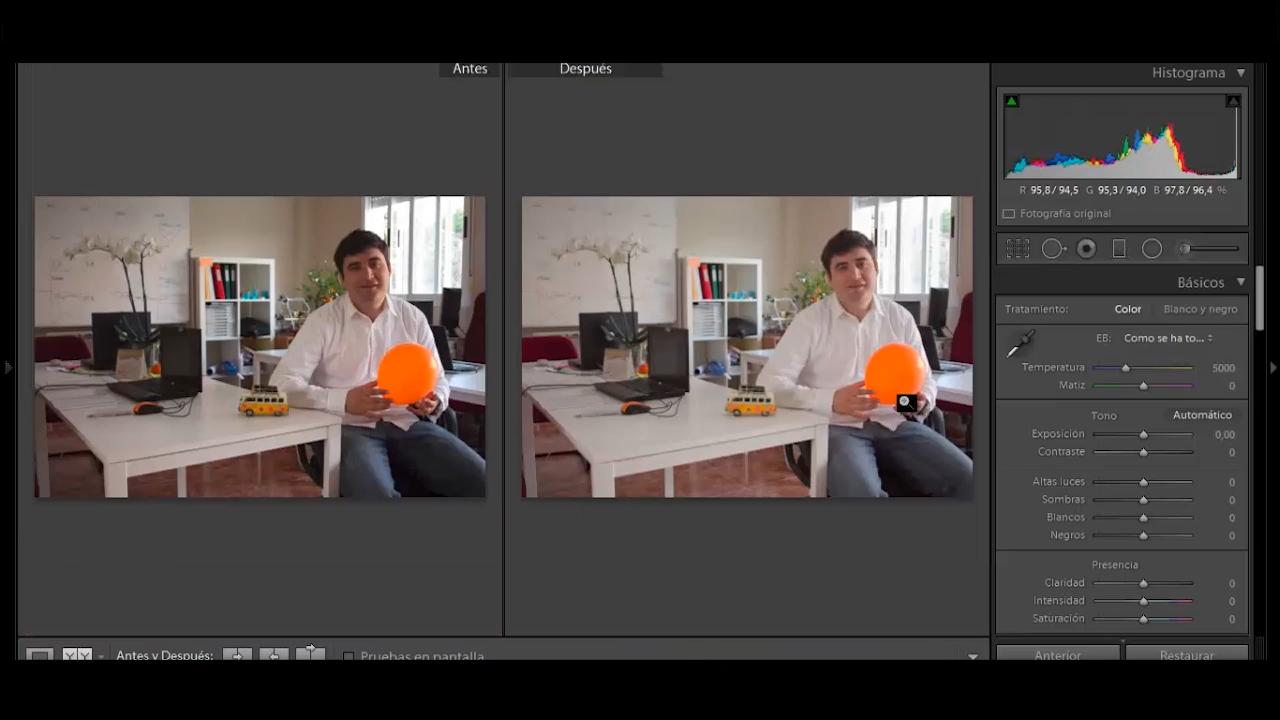 Antes
Después
Histograma
R 95,8 / 94,5 G 95,3 / 94,0 B 97,8 / 96,4 %
Fotografía original
Básicos
Tratamiento: Color Blanco y negro
EB: Como se ha to...
Temperatura 5000
Matiz 0
Tono Automático
Exposición 0,00
Contraste 0
Altas luces 0
Sombras 0
Blancos 0
Negros 0
Presencia
Claridad 0
Intensidad 0
Saturación 0
Antes y Después:
Pruebas en pantalla
Anterior Restaurar